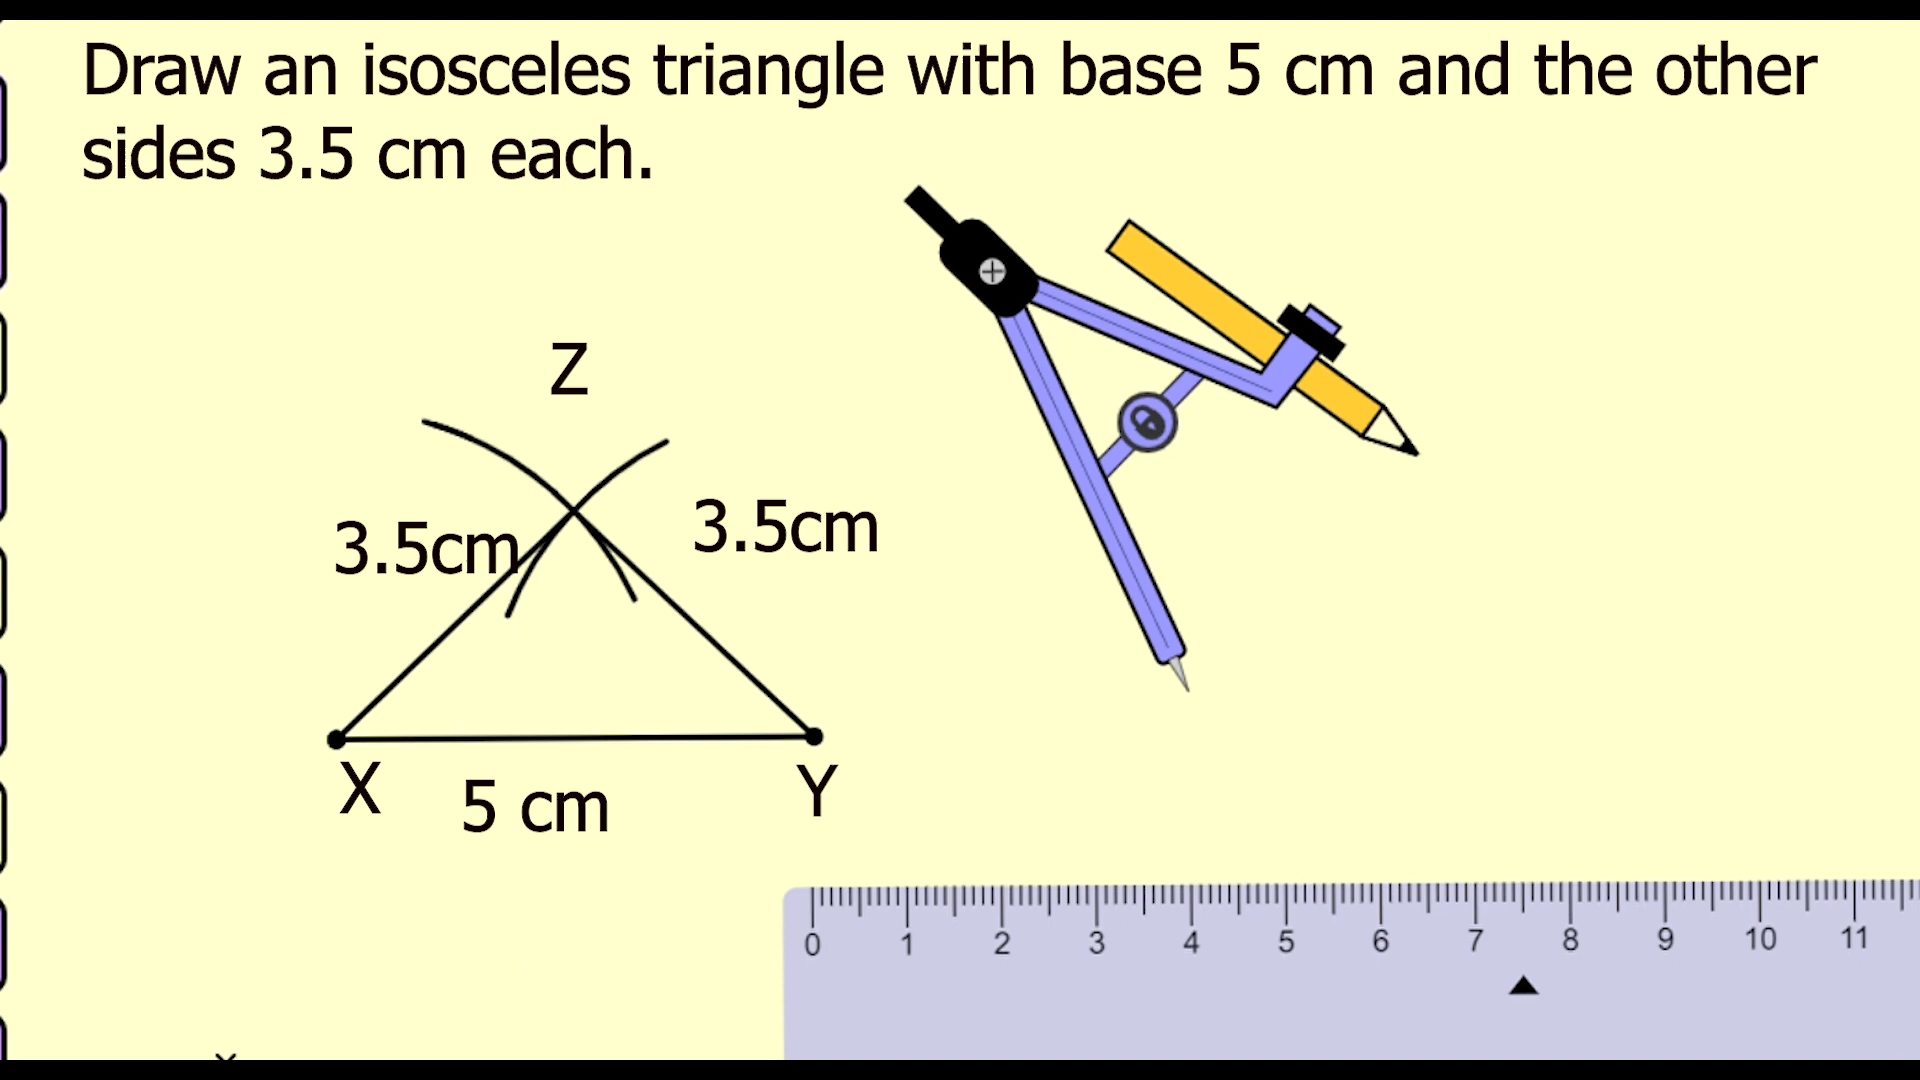 Draw an isosceles triangle with base 5 cm and the other
sides 3.5 cm each.
Z
3.5cm
3.5cm
X
5 cm
Y
0 1 2 3 4 5 6 7 8 9 10 11